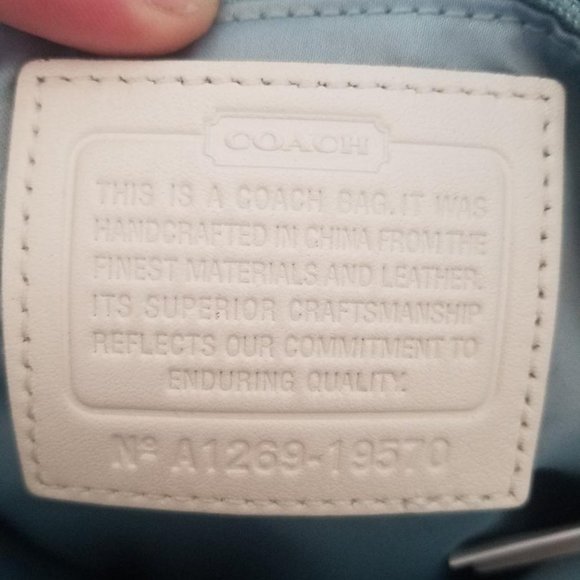 COACH
THIS IS A COACH BAG. IT WAS
HANDCRAFTED IN CHINA FROM THE
FINEST MATERIALS AND LEATHER.
ITS SUPERIOR CRAFTSMANSHIP
REFLECTS OUR COMMITMENT TO
ENDURING QUALITY.
Nº A1269-19570